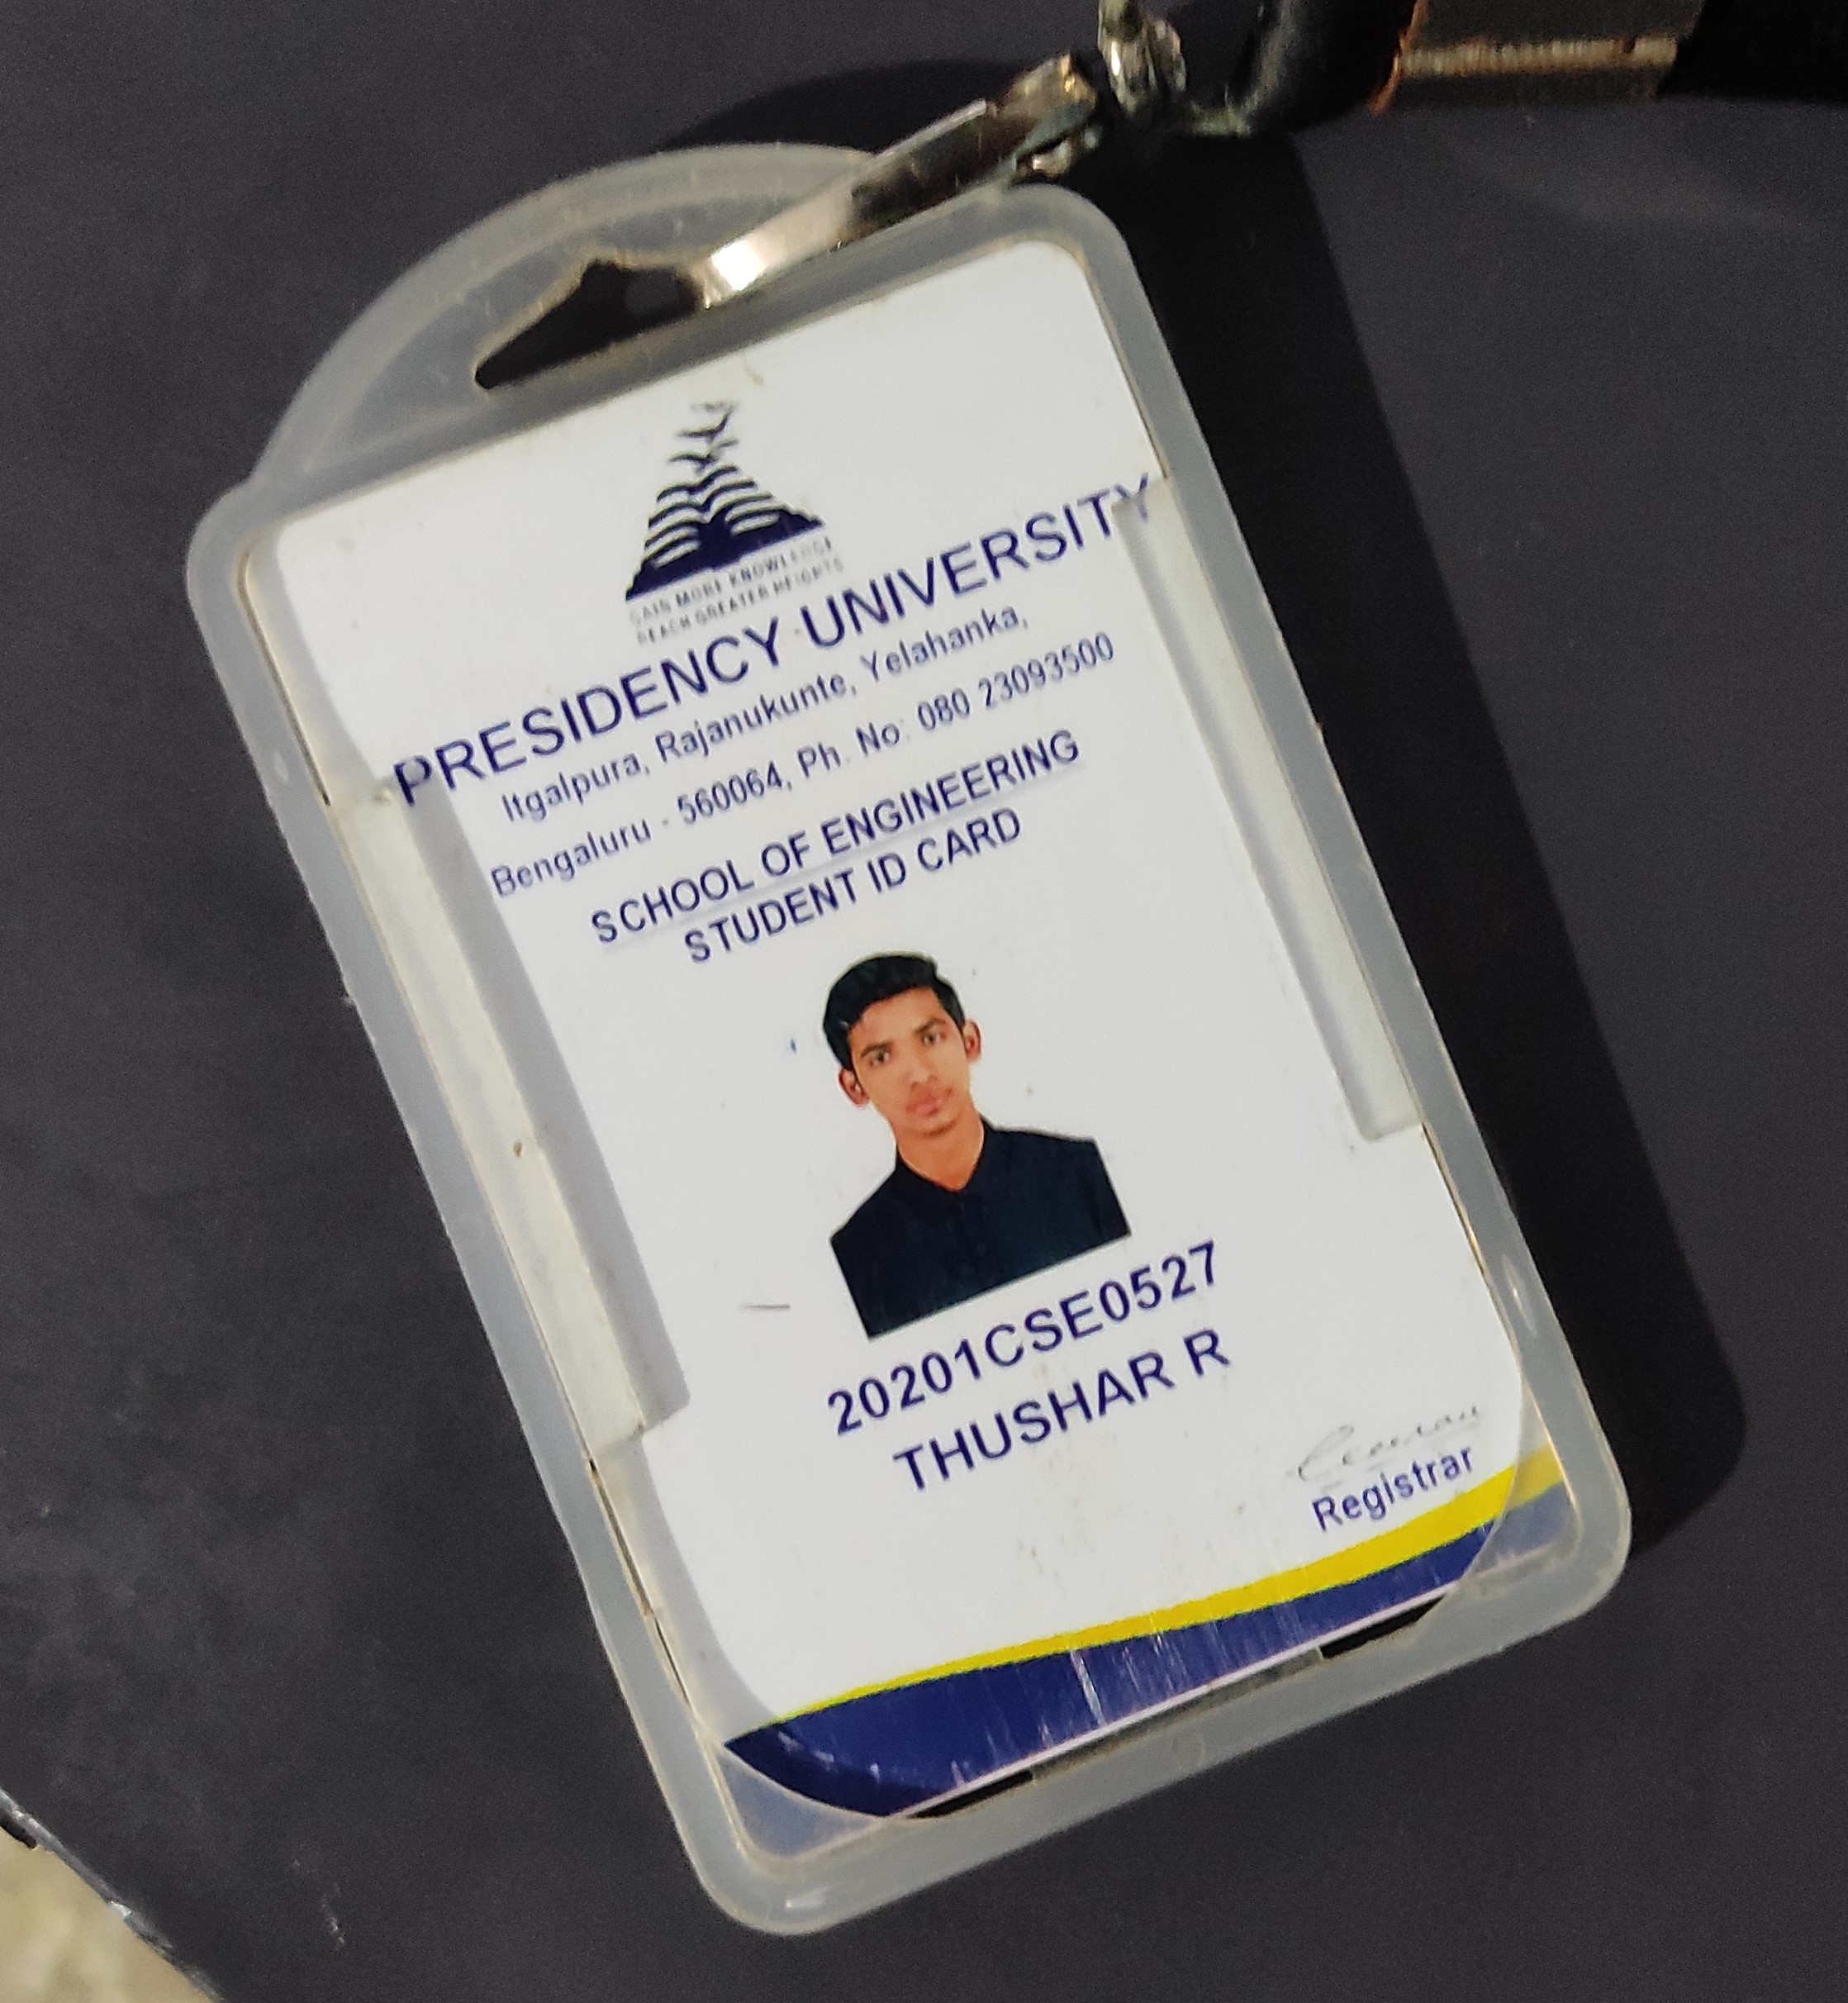 GAIN MORE KNOWLEDGE
REACH GREATER HEIGHTS
PRESIDENCY UNIVERSITY
Itgalpura, Rajanukunte, Yelahanka,
Bengaluru - 560064, Ph. No: 080 23093500
SCHOOL OF ENGINEERING
STUDENT ID CARD
20201CSE0527
THUSHAR R
Registrar